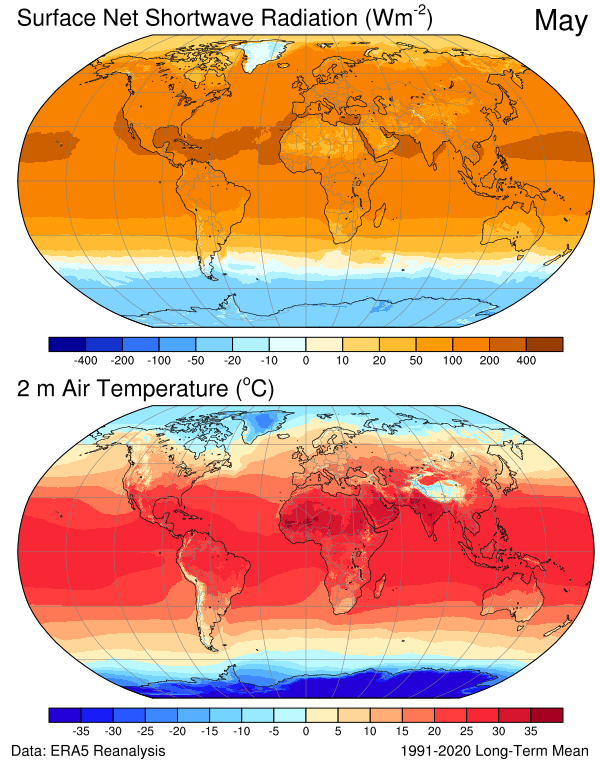 Surface Net Shortwave Radiation (Wm-2) May
-400 -200 -100 -50 -20 -10 0 10 20 50 100 200 400
2 m Air Temperature (oC)
-35 -30 -25 -20 -15 -10 -5 0 5 10 15 20 25 30 35
Data: ERA5 Reanalysis 1991-2020 Long-Term Mean